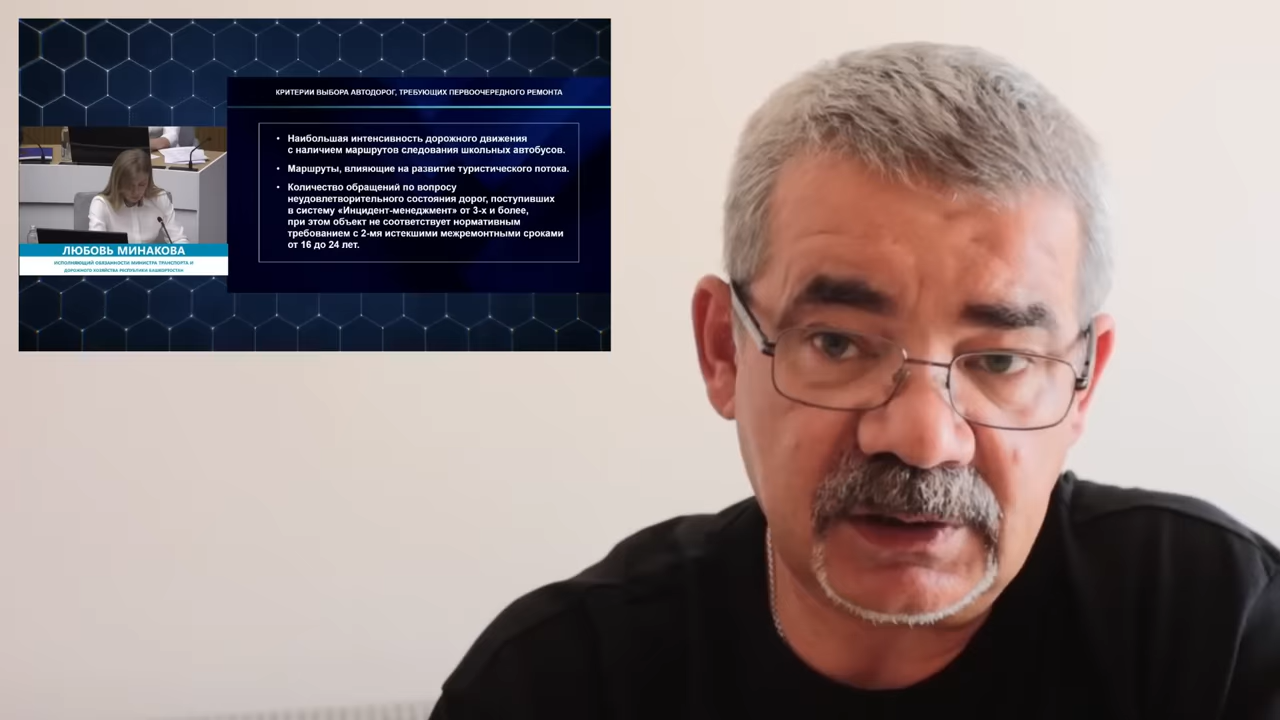 КРИТЕРИИ ВЫБОРА АВТОДОРОГ, ТРЕБУЮЩИХ ПЕРВООЧЕРЕДНОГО РЕМОНТА
• Наибольшая интенсивность дорожного движения
с наличием маршрутов следования школьных автобусов.
• Маршруты, влияющие на развитие туристического потока.
• Количество обращений по вопросу
неудовлетворительного состояния дорог, поступивших
в систему «Инцидент-менеджмент» от 3-х и более,
при этом объект не соответствует нормативным
требованием с 2-мя истекшими межремонтными сроками
от 16 до 24 лет.
ЛЮБОВЬ МИНАКОВА
ИСПОЛНЯЮЩИЙ ОБЯЗАННОСТИ МИНИСТРА ТРАНСПОРТА И
ДОРОЖНОГО ХОЗЯЙСТВА РЕСПУБЛИКИ БАШКОРТОСТАН